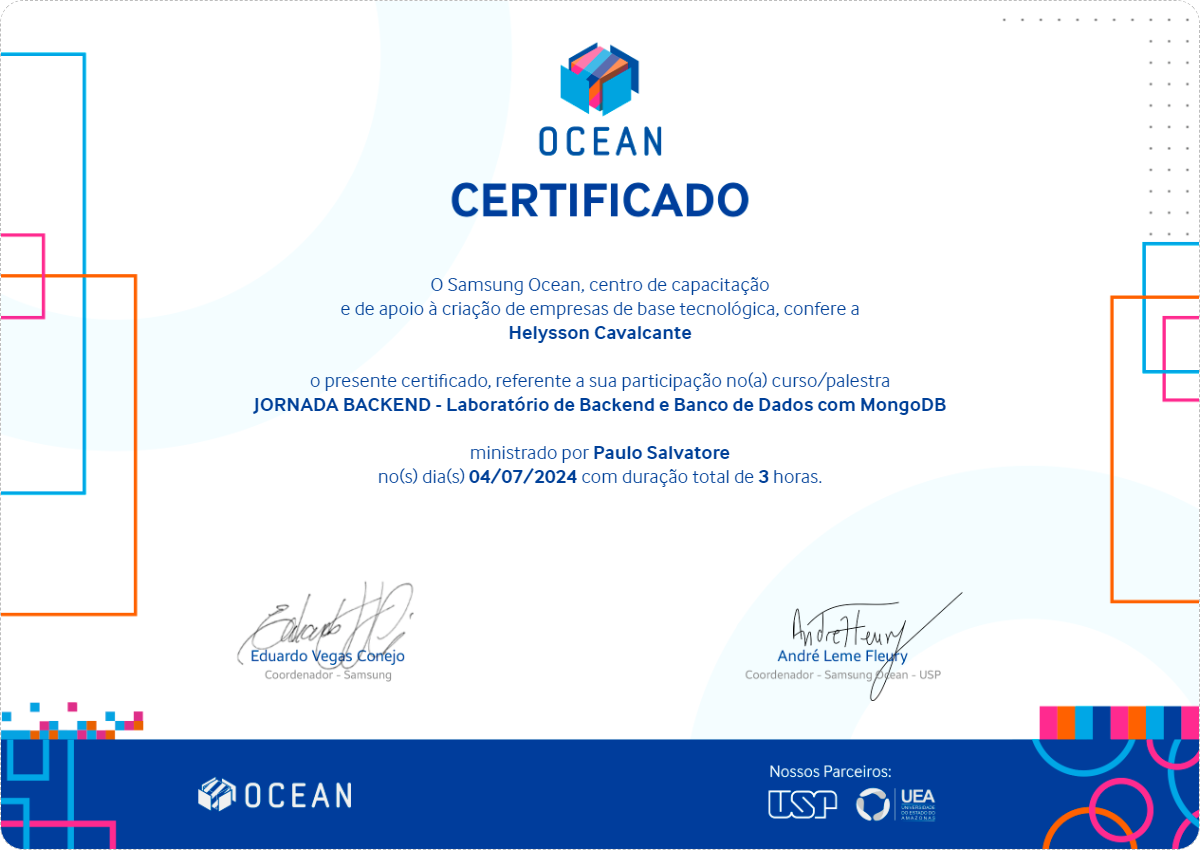 OCEAN
CERTIFICADO
O Samsung Ocean, centro de capacitação
e de apoio à criação de empresas de base tecnológica, confere a
Helysson Cavalcante
o presente certificado, referente a sua participação no(a) curso/palestra
JORNADA BACKEND - Laboratório de Backend e Banco de Dados com MongoDB
ministrado por Paulo Salvatore
no(s) dia(s) 04/07/2024 com duração total de 3 horas.
Eduardo Vegas Conejo
Coordenador - Samsung
André Fleury
André Leme Fleury
Coordenador - Samsung Ocean - USP
OCEAN
Nossos Parceiros:
USP
UEA
UNIVERSIDADE
DO ESTADO DO
AMAZONAS